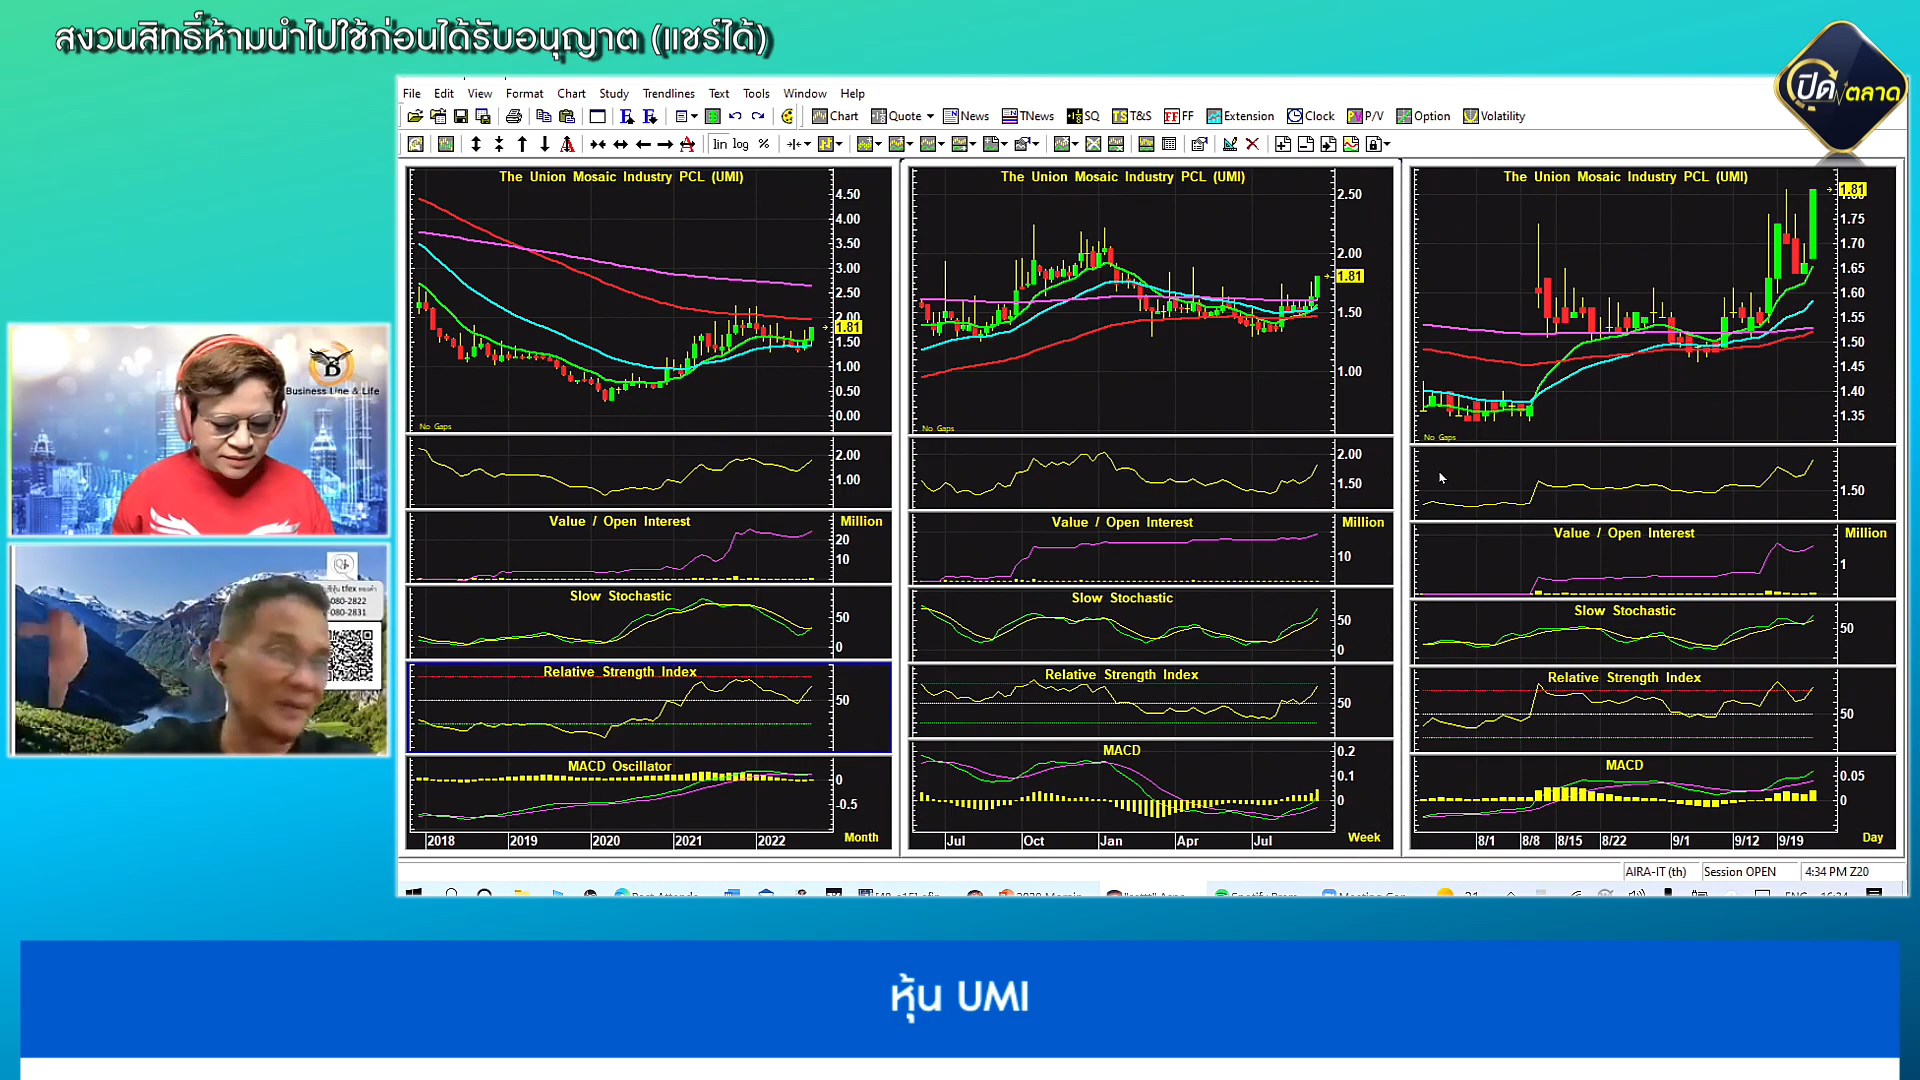 สงวนสิทธิ์ห้ามนำไปใช้ก่อนได้รับอนุญาต (แชร์ได้)
ปิดตลาด
File Edit View Format Chart Study Trendlines Text Tools Window Help
Chart Quote News TNews SQ T&S FF Extension Clock P/V Option Volatility
lin log %
The Union Mosaic Industry PCL (UMI)
4.50
4.00
3.50
3.00
2.50
2.00
1.81
1.50
1.00
0.50
0.00
No Gaps
2.00
1.00
Value / Open Interest Million
20
10
Slow Stochastic
50
0
Relative Strength Index
50
MACD Oscillator
0
-0.5
2018 2019 2020 2021 2022 Month
The Union Mosaic Industry PCL (UMI)
2.50
2.00
1.81
1.50
1.00
No Gaps
2.00
1.50
Value / Open Interest Million
10
Slow Stochastic
50
0
Relative Strength Index
50
MACD
0.2
0.1
0
Jul Oct Jan Apr Jul Week
The Union Mosaic Industry PCL (UMI)
1.81
1.75
1.70
1.65
1.60
1.55
1.50
1.45
1.40
1.35
No Gaps
1.50
Value / Open Interest Million
1
Slow Stochastic
50
Relative Strength Index
50
MACD
0.05
0
8/1 8/8 8/15 8/22 9/1 9/12 9/19 Day
AIRA-IT (th) Session OPEN 4:34 PM Z20
Business Line & Life
080-2822
080-2831
หุ้น UMI